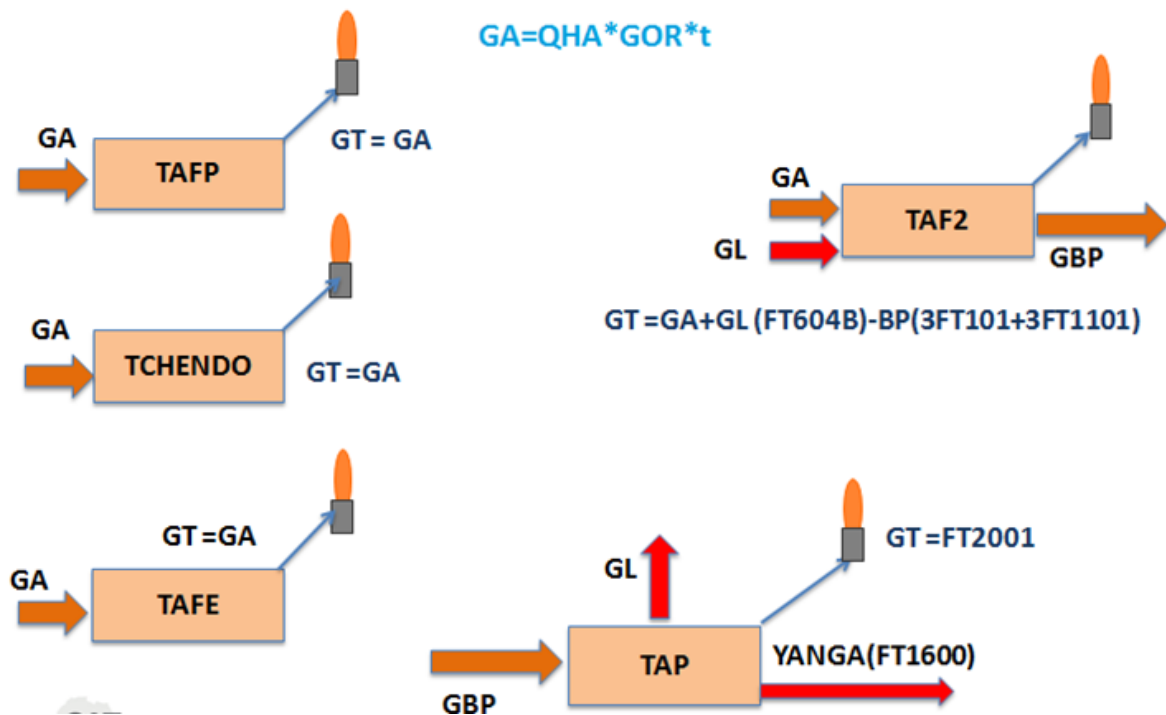 GA=QHA*GOR*t
GA
TAFP
GT = GA
GA
GL
TAF2
GBP
GT =GA+GL (FT604B)-BP(3FT101+3FT1101)
GA
TCHENDO
GT =GA
GT =GA
GA
TAFE
GT =FT2001
GL
GBP
TAP
YANGA(FT1600)